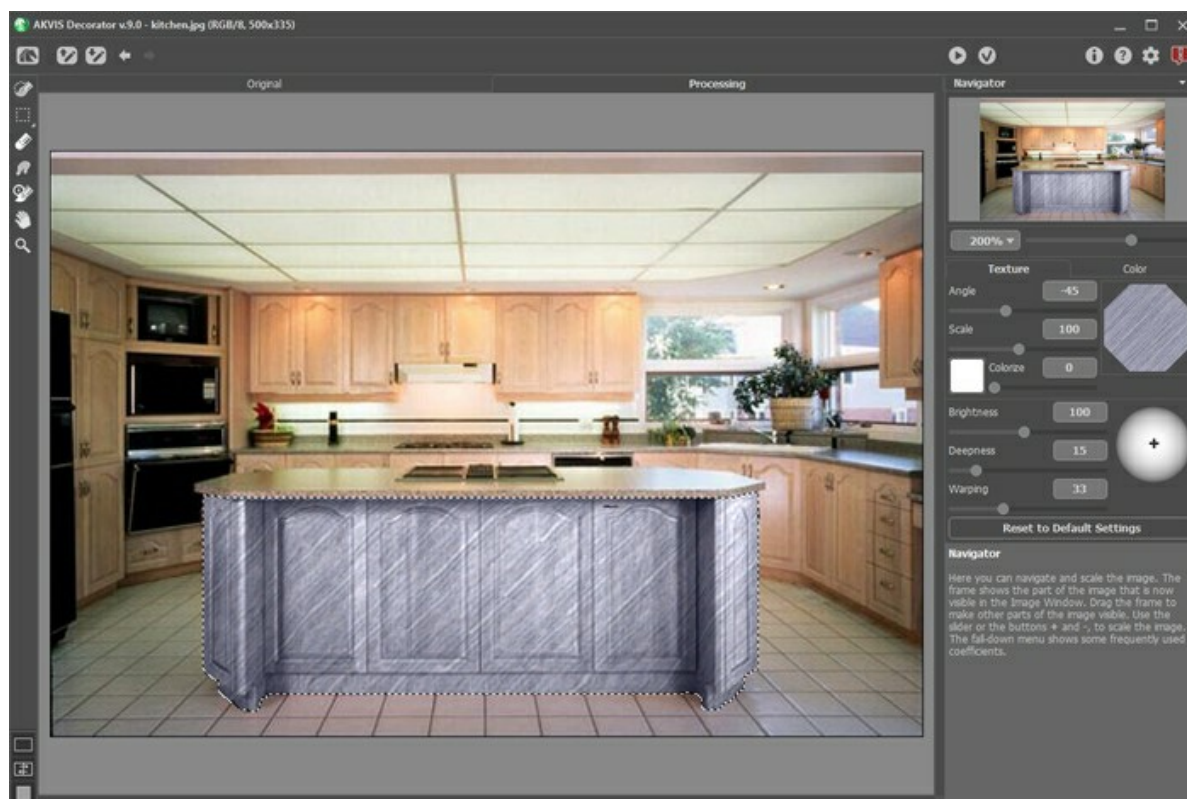 AKVIS Decorator v.9.0 - kitchen.jpg (RGB/8, 500x335)
Original
Processing
Navigator
200%
Texture
Color
Angle
-45
Scale
100
Colorize
0
Brightness
100
Deepness
15
Warping
33
Reset to Default Settings
Navigator
Here you can navigate and scale the image. The
frame shows the part of the image that is now
visible in the Image Window. Drag the frame to
make other parts of the image visible. Use the
slider or the buttons + and -, to scale the image.
The fall-down menu shows some frequently used
coefficients.